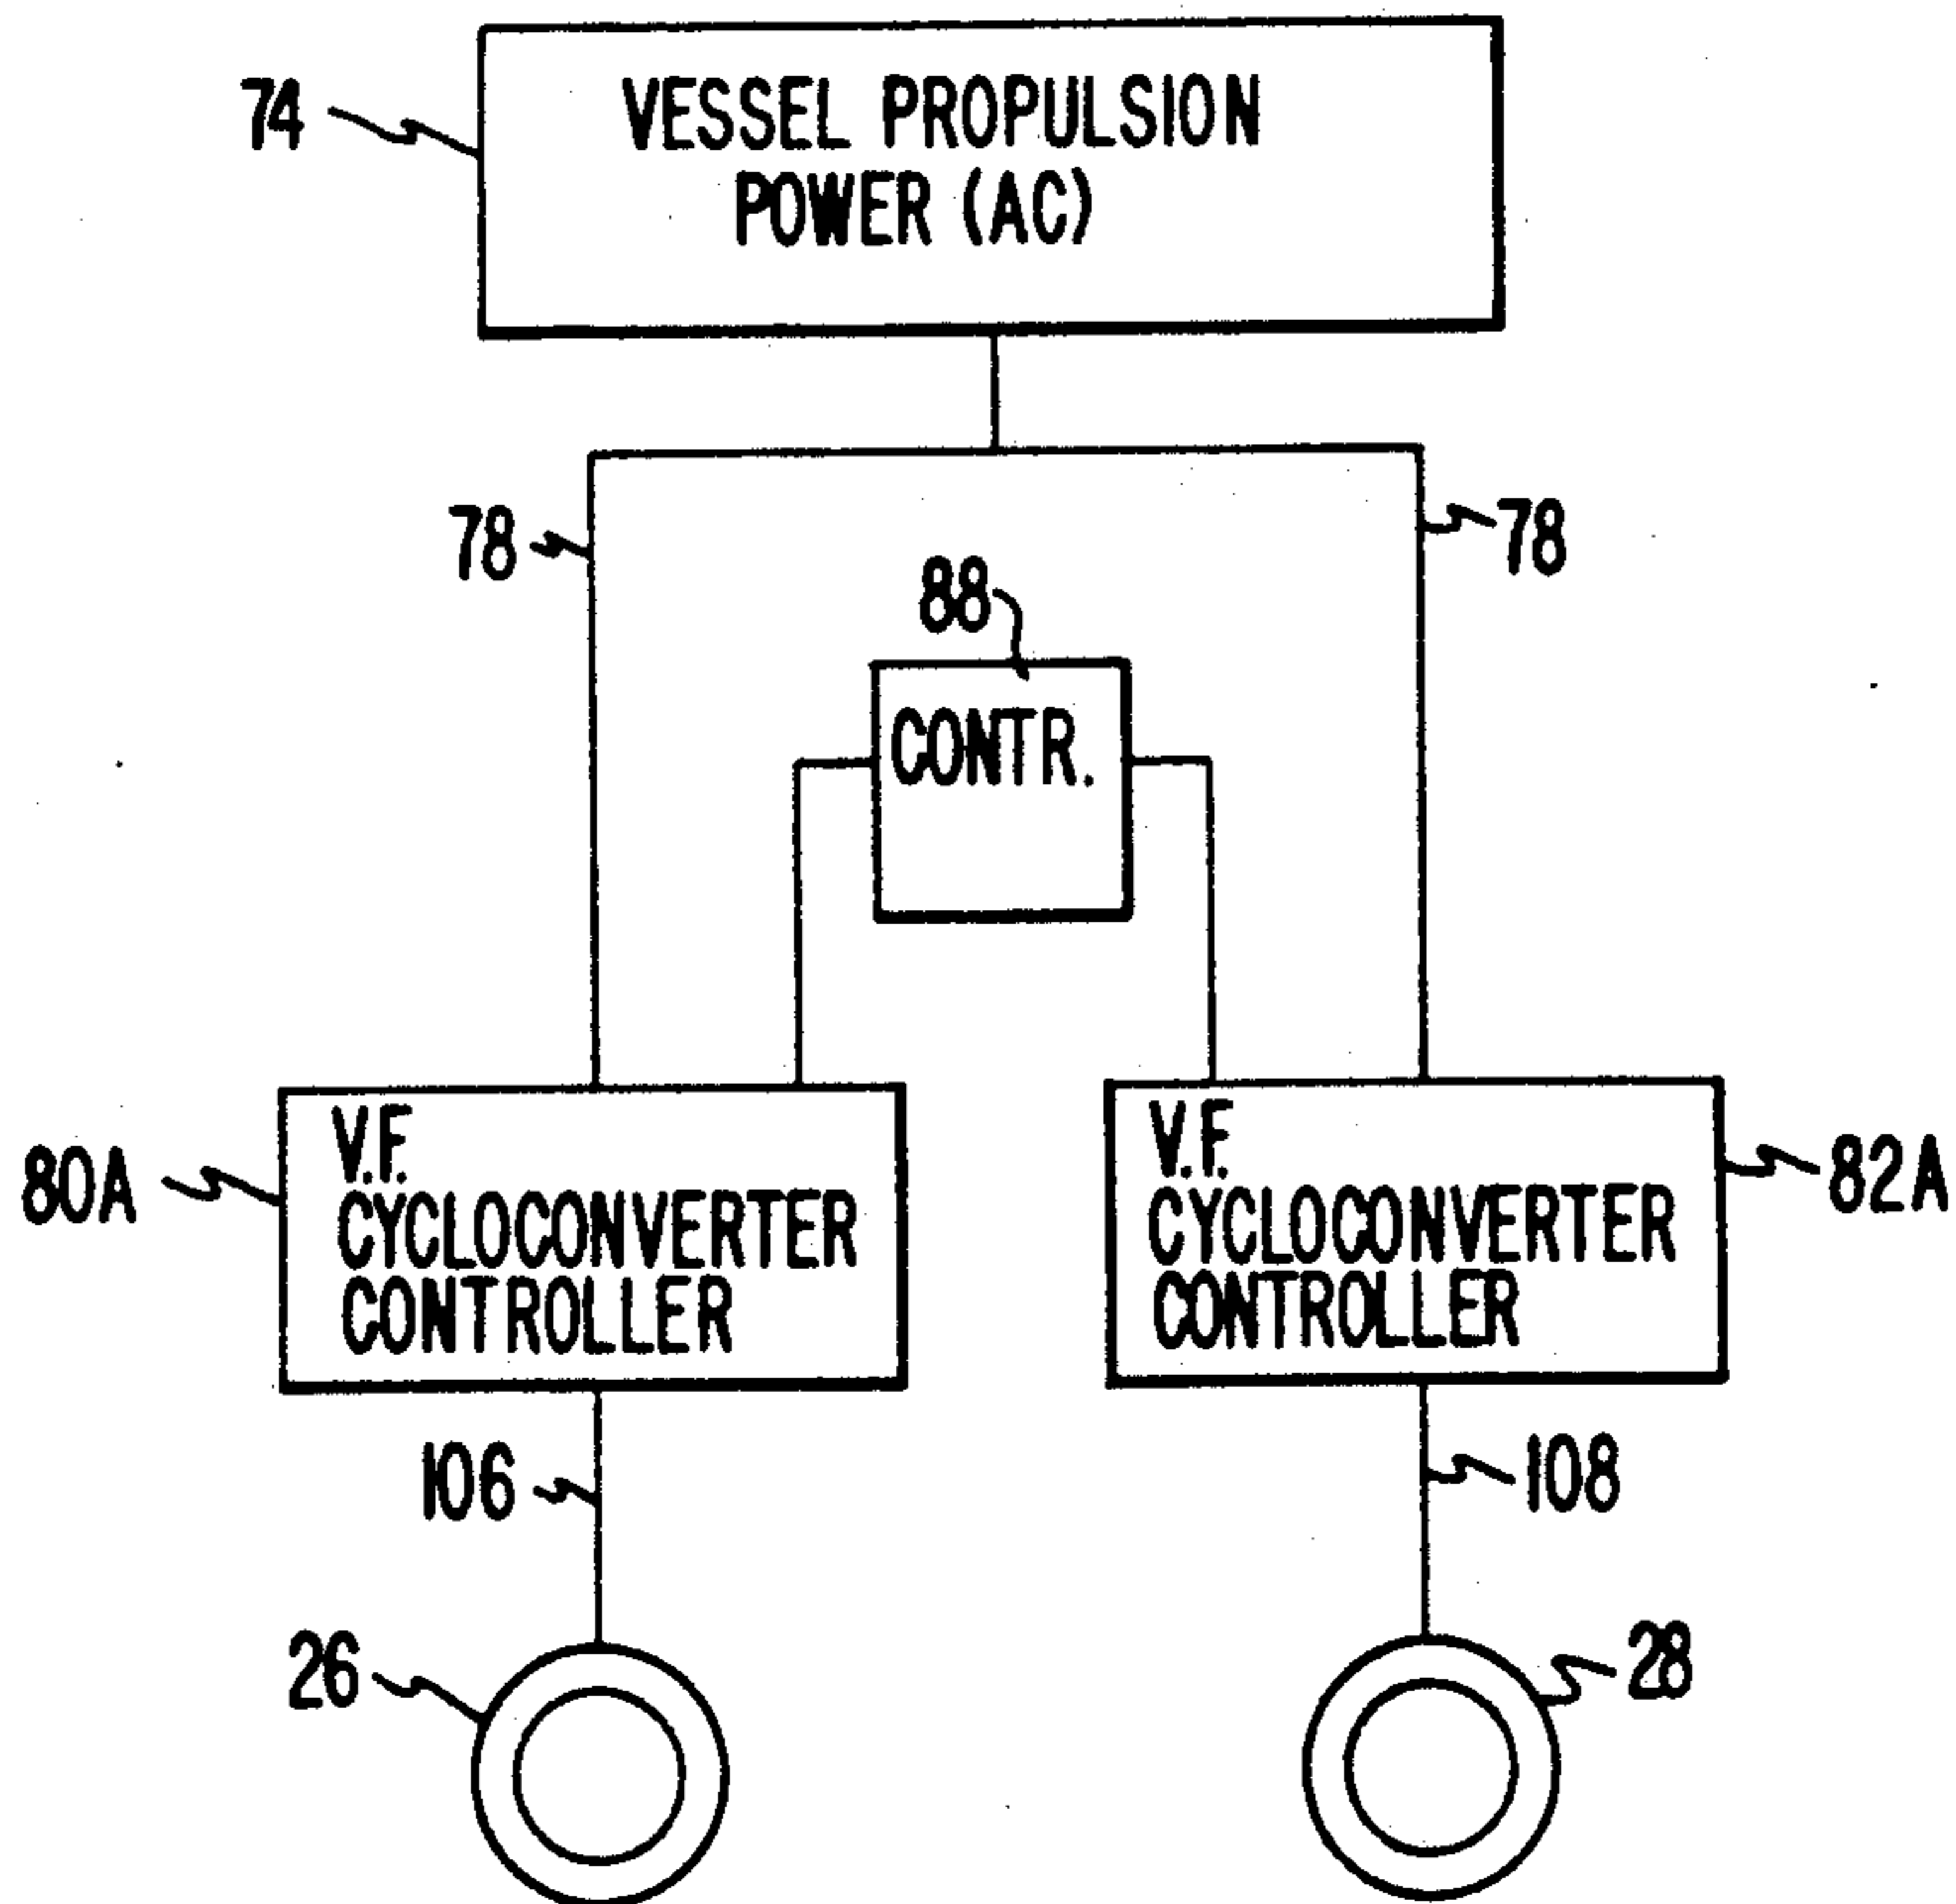 74
VESSEL PROPULSION
POWER (AC)
78
78
88
CONTR.
80A
V.F.
CYCLOCONVERTER
CONTROLLER
V.F.
CYCLOCONVERTER
CONTROLLER
82A
106
108
26
28